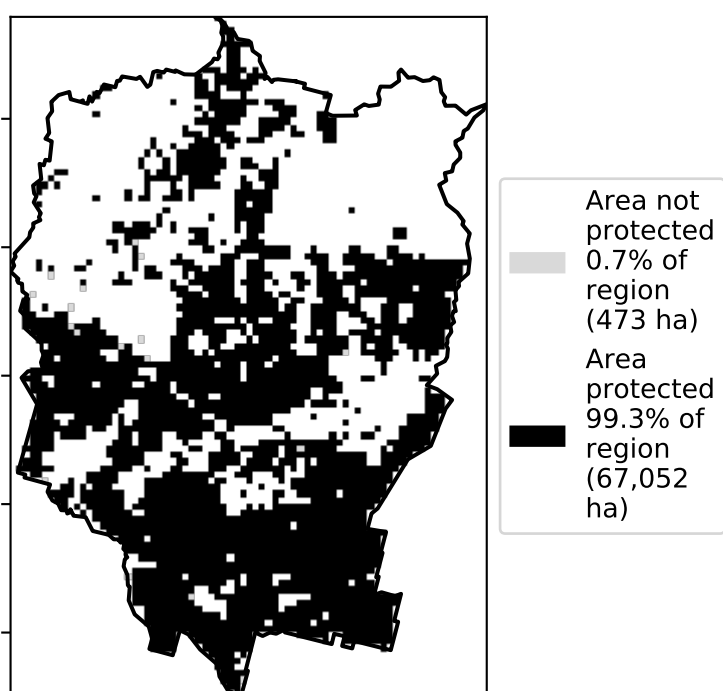 Area not
protected
0.7% of
region
(473 ha)
Area
protected
99.3% of
region
(67,052
ha)